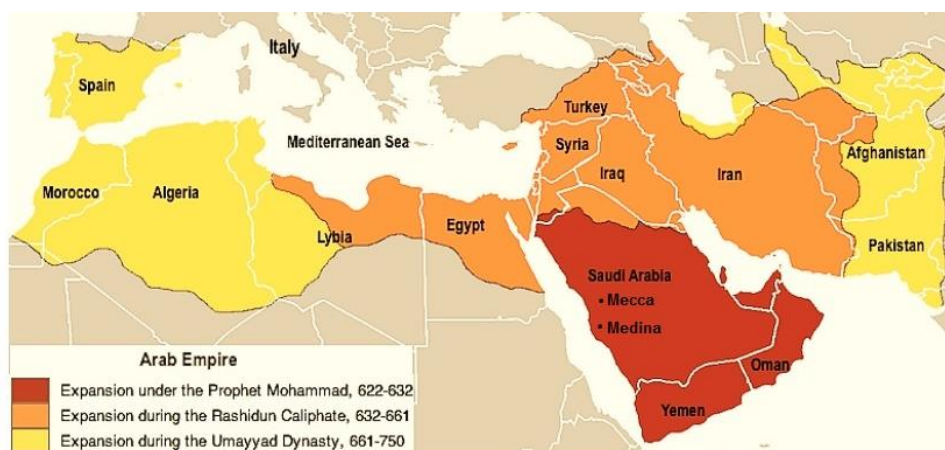 Italy
Spain
Turkey
Mediterranean Sea
Syria
Afghanistan
Iraq
Iran
Morocco
Algeria
Lybia
Egypt
Pakistan
Saudi Arabia
• Mecca
• Medina
Oman
Yemen
Arab Empire
Expansion under the Prophet Mohammad, 622-632
Expansion during the Rashidun Caliphate, 632-661
Expansion during the Umayyad Dynasty, 661-750